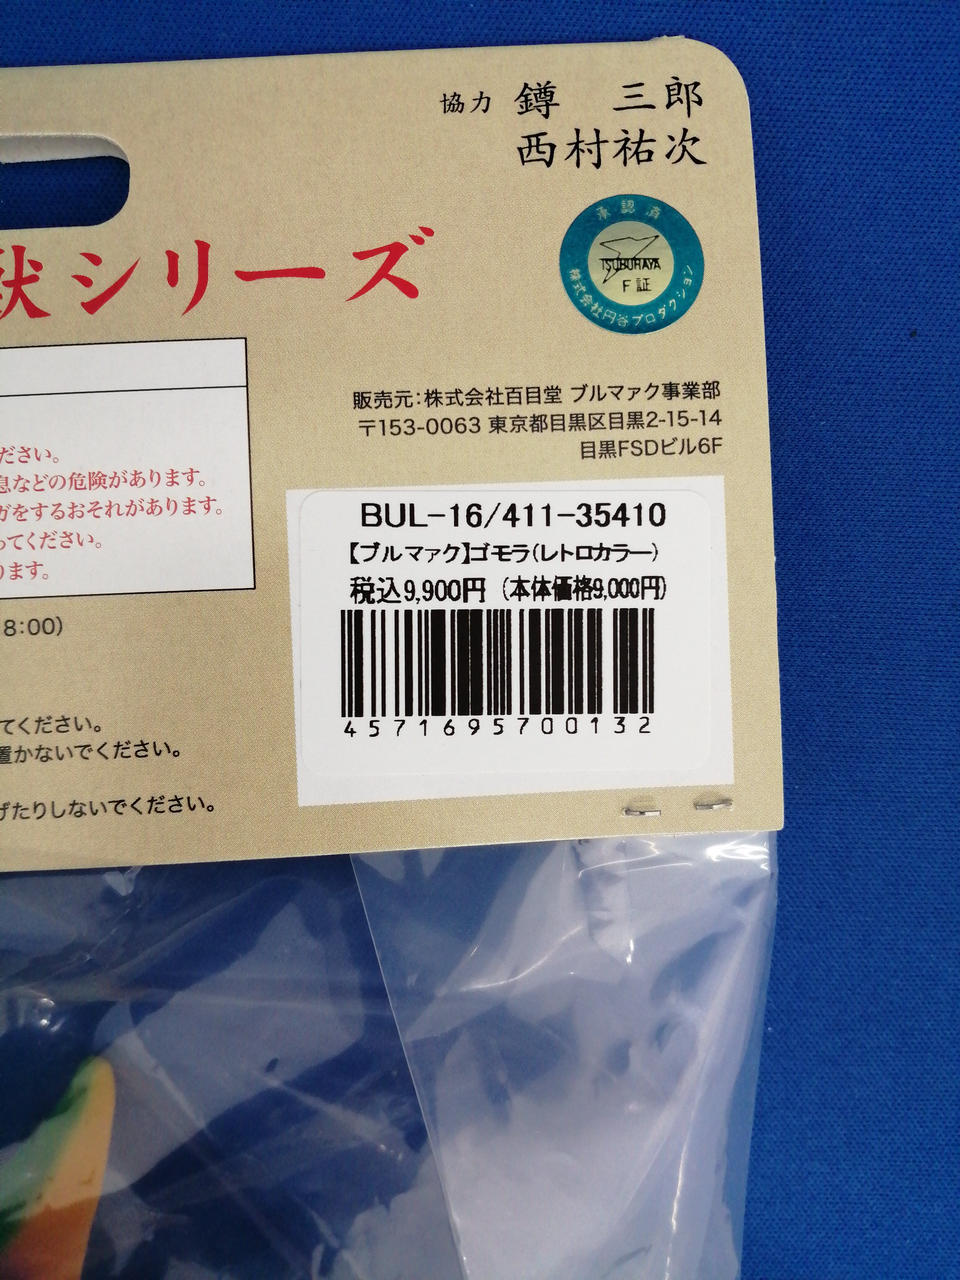 協力 鐏 三郎
西村祐次
獣シリーズ
承認済
TSUBURAYA
F証
株式会社円谷プロダクション
販売元：株式会社百目堂 ブルマァク事業部
〒153-0063 東京都目黒区目黒2-15-14
目黒FSDビル6F
ださい。
息などの危険があります。
ガをするおそれがあります。
ってください。
ります。
8:00)
てください。
置かないでください。
げたりしないでください。
BUL-16/411-35410
【ブルマァク】ゴモラ(レトロカラー)
税込9,900円 (本体価格9,000円)
4571695700132